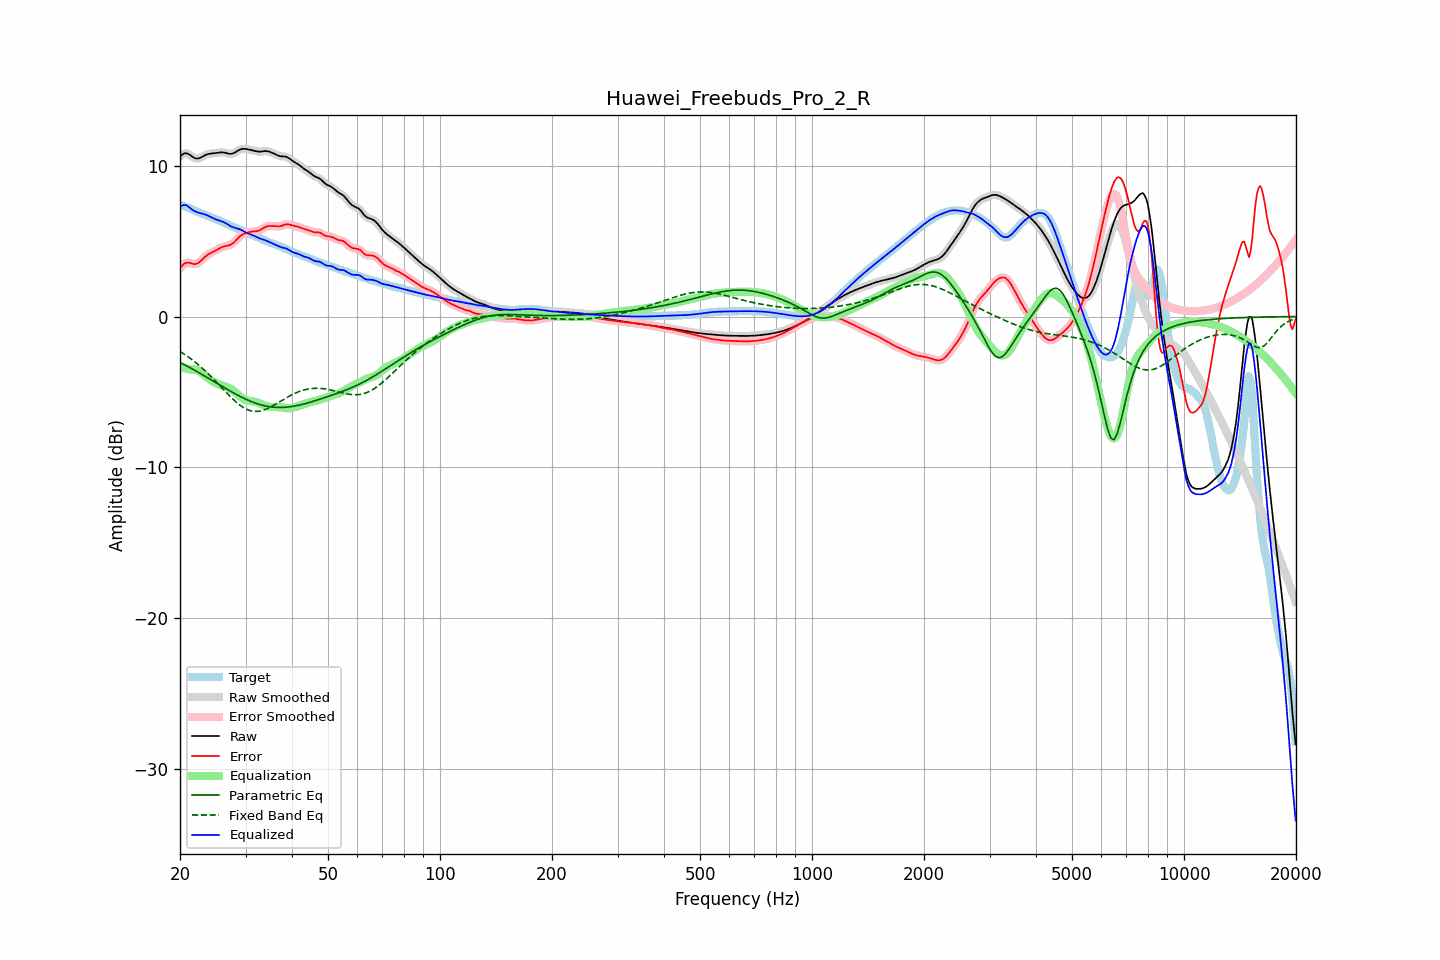 Huawei_Freebuds_Pro_2_R
Amplitude (dBr)
10
0
−10
−20
−30
Target
Raw Smoothed
Error Smoothed
Raw
Error
Equalization
Parametric Eq
Fixed Band Eq
Equalized
20 50 100 200 500 1000 2000 5000 10000 20000
Frequency (Hz)